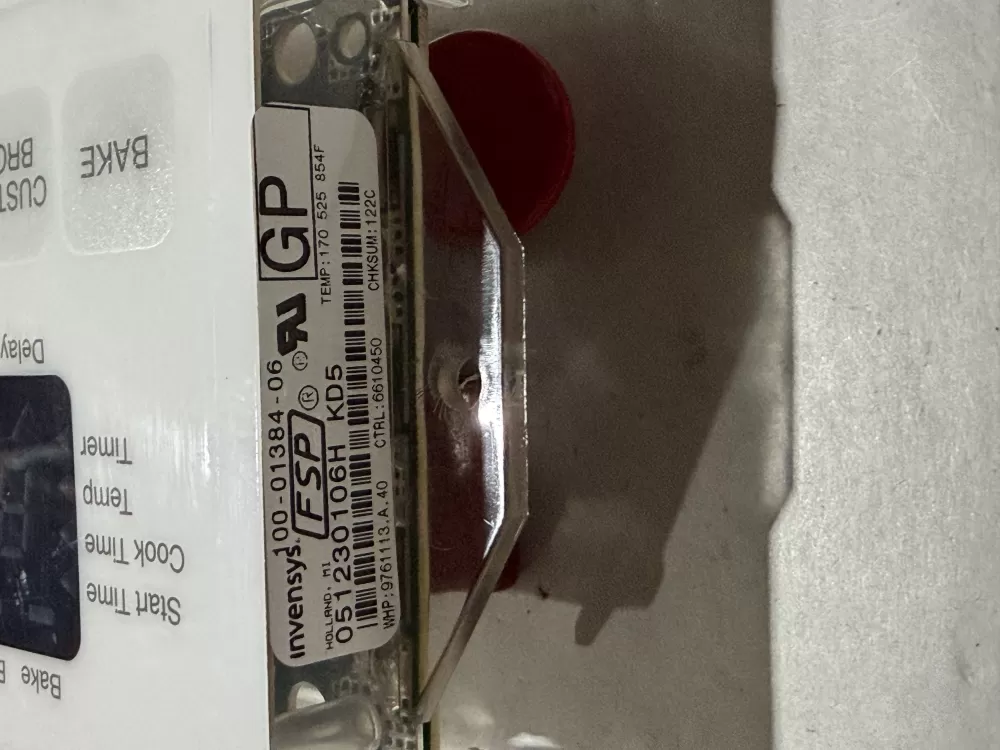 invensys
100-01384-06
HOLLAND, MI
FSP ®
GP
0512230106H KD5
TEMP:170 525 854F
WHP:9761113.A.40
CTRL:6610450
CHKSUM:122C
BAKE
CUST
BRO
Delay
Timer
Temp
Cook Time
Start Time
Bake